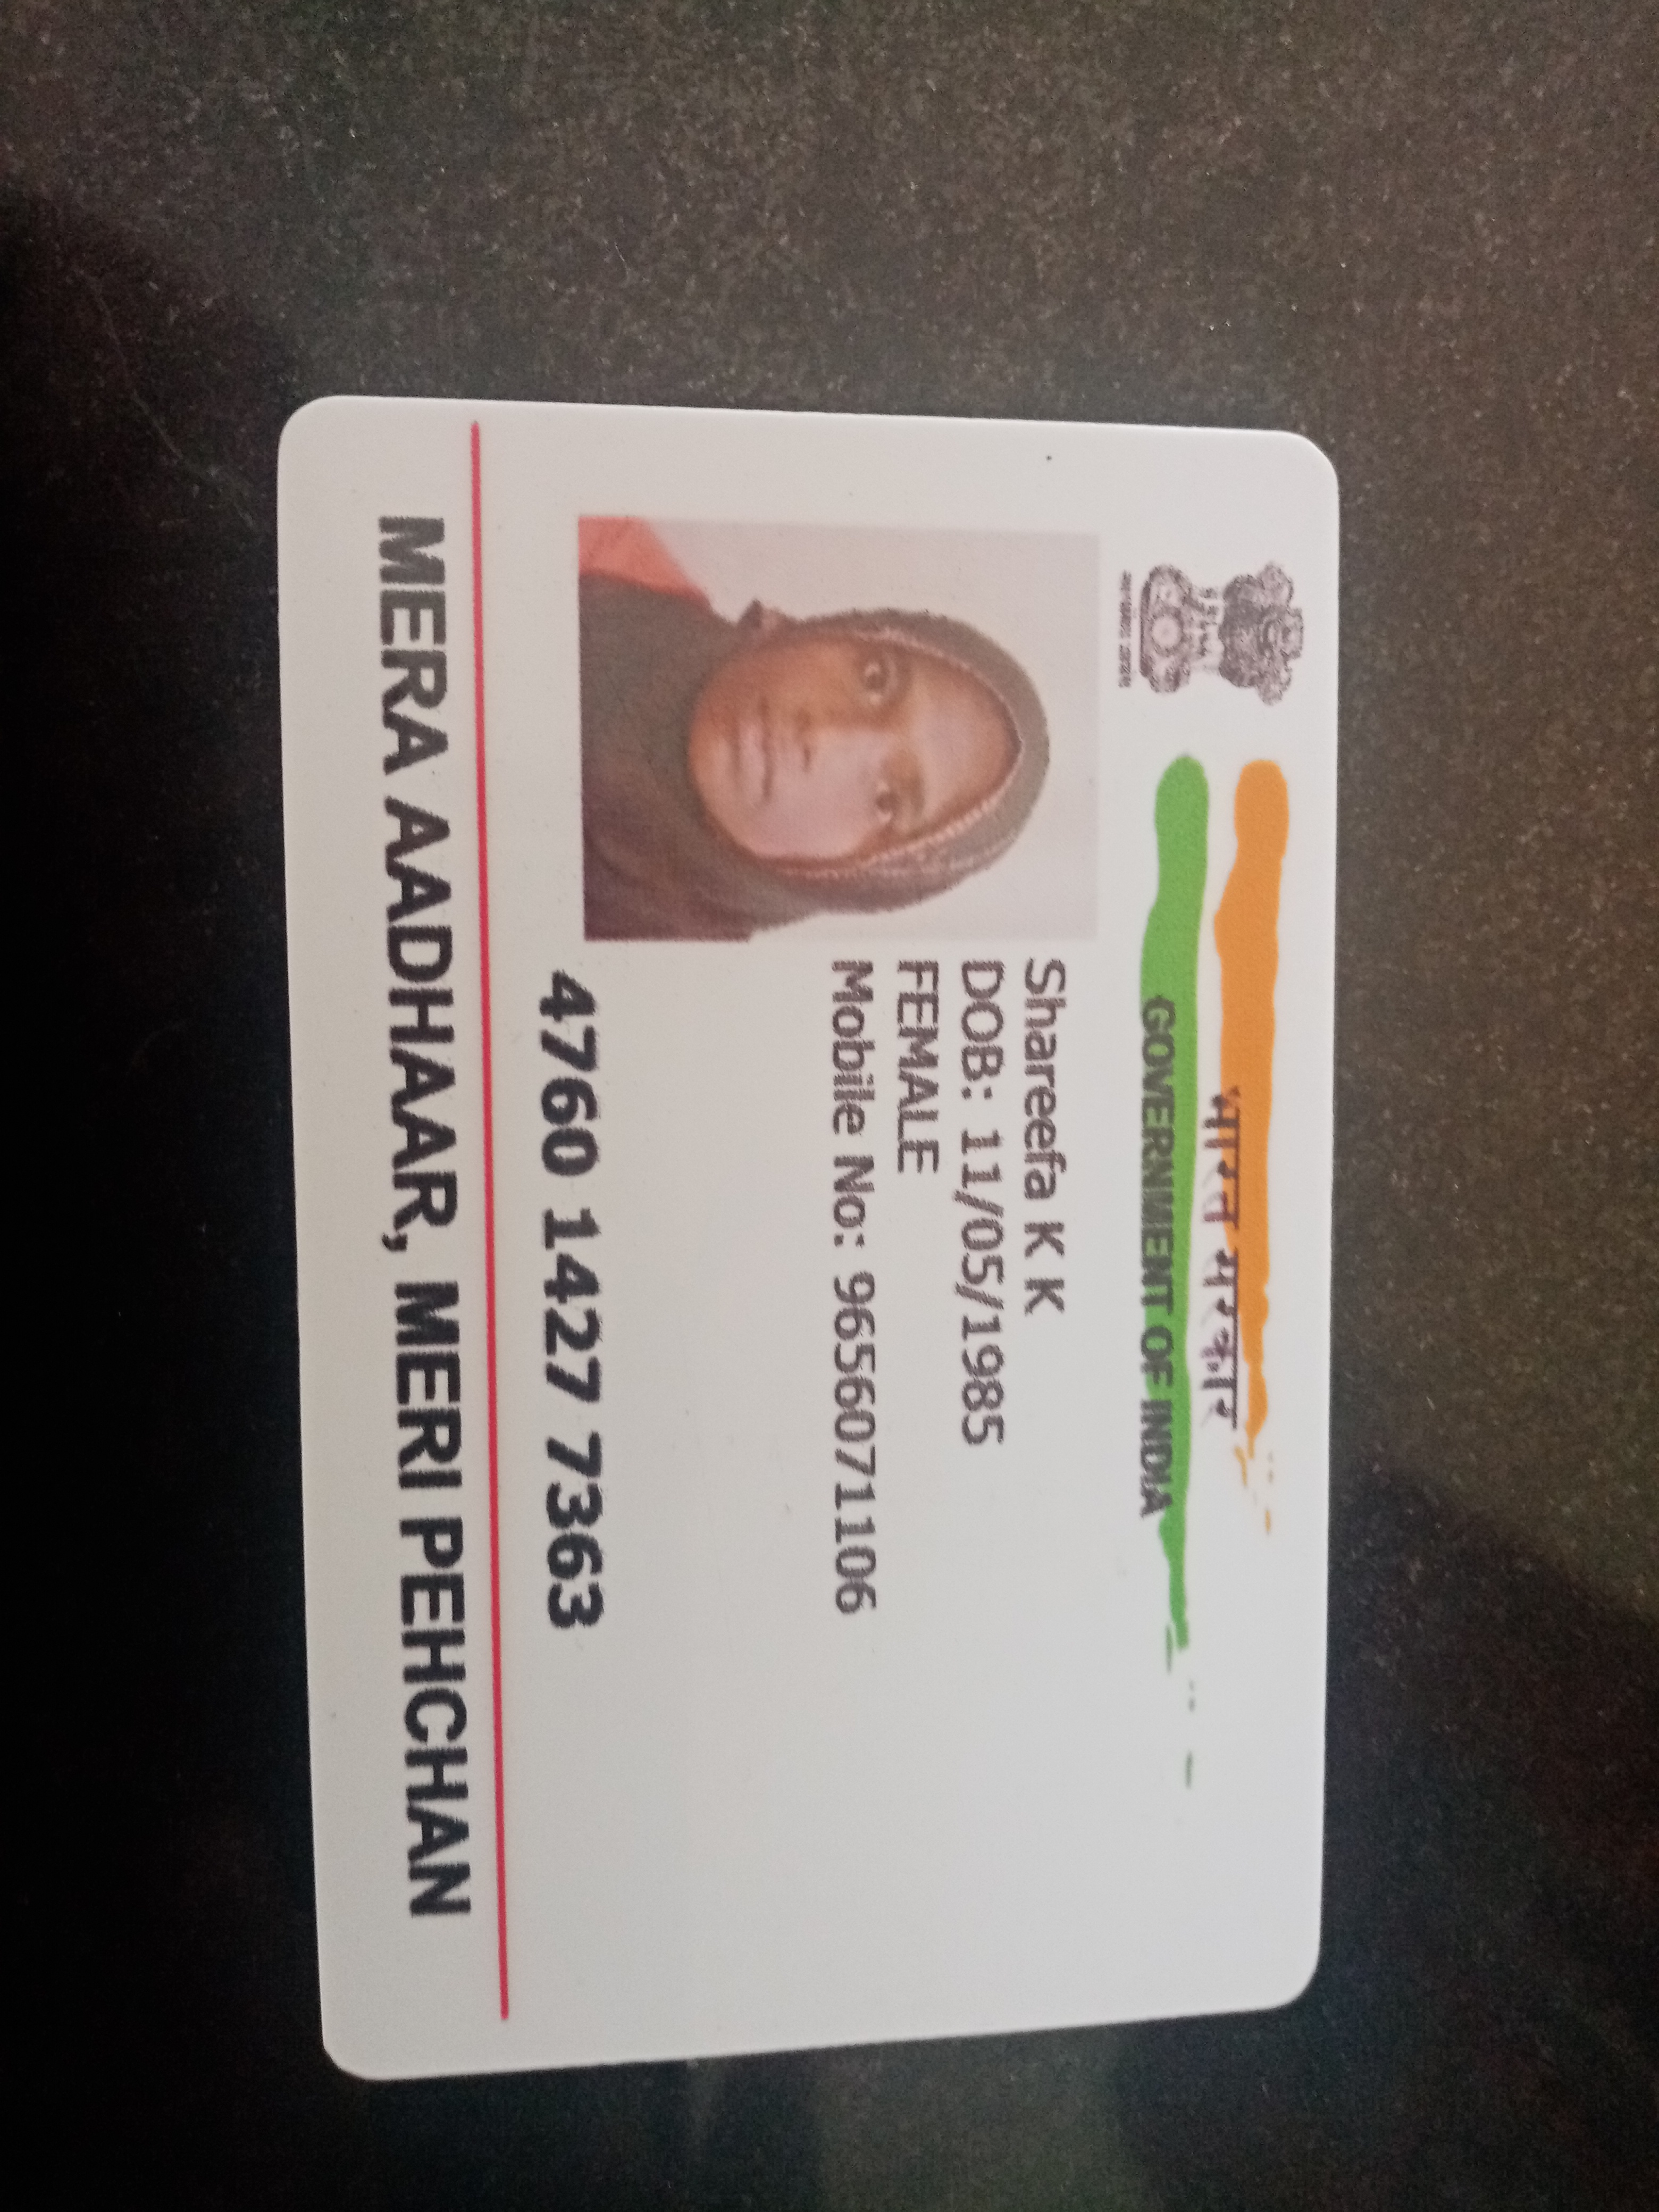 भारत सरकार
GOVERNMENT OF INDIA
Shareefa K K
DOB: 11/05/1985
FEMALE
Mobile No: 9656071106
4760 1427 7363
MERA AADHAAR, MERI PEHCHAN